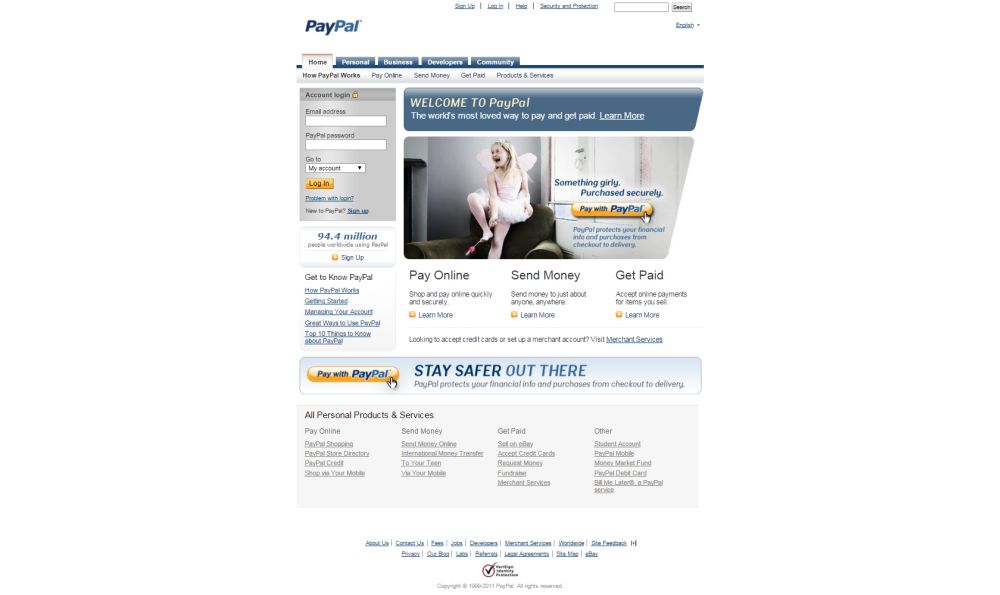 Sign Up | Log In | Help | Security and Protection Search
PayPal
English
Home Personal Business Developers Community
How PayPal Works Pay Online Send Money Get Paid Products & Services
Account login
Email address
PayPal password
Go to
My account
Log In
Problem with login?
New to PayPal? Sign up.
94.4 million
people worldwide using PayPal
Sign Up
Get to Know PayPal
How PayPal Works
Getting Started
Managing Your Account
Great Ways to Use PayPal
Top 10 Things to Know
about PayPal
WELCOME TO PayPal
The world's most loved way to pay and get paid. Learn More
Something girly.
Purchased securely.
Pay with PayPal
PayPal protects your financial
info and purchases from
checkout to delivery.
Pay Online
Shop and pay online quickly
and securely.
Learn More
Send Money
Send money to just about
anyone, anywhere.
Learn More
Get Paid
Accept online payments
for items you sell.
Learn More
Looking to accept credit cards or set up a merchant account? Visit Merchant Services
Pay with PayPal
STAY SAFER OUT THERE
PayPal protects your financial info and purchases from checkout to delivery.
All Personal Products & Services
Pay Online
PayPal Shopping
PayPal Store Directory
PayPal Credit
Shop via Your Mobile
Send Money
Send Money Online
International Money Transfer
To Your Teen
Via Your Mobile
Get Paid
Sell on eBay
Accept Credit Cards
Request Money
Fundraise
Merchant Services
Other
Student Account
PayPal Mobile
Money Market Fund
PayPal Debit Card
Bill Me Later®, a PayPal
service
About Us | Contact Us | Fees | Jobs | Developers | Merchant Services | Worldwide | Site Feedback [+]
Privacy | Our Blog | Labs | Referrals | Legal Agreements | Site Map | eBay
VeriSign
Identity
Protection
Copyright © 1999-2011 PayPal. All rights reserved.